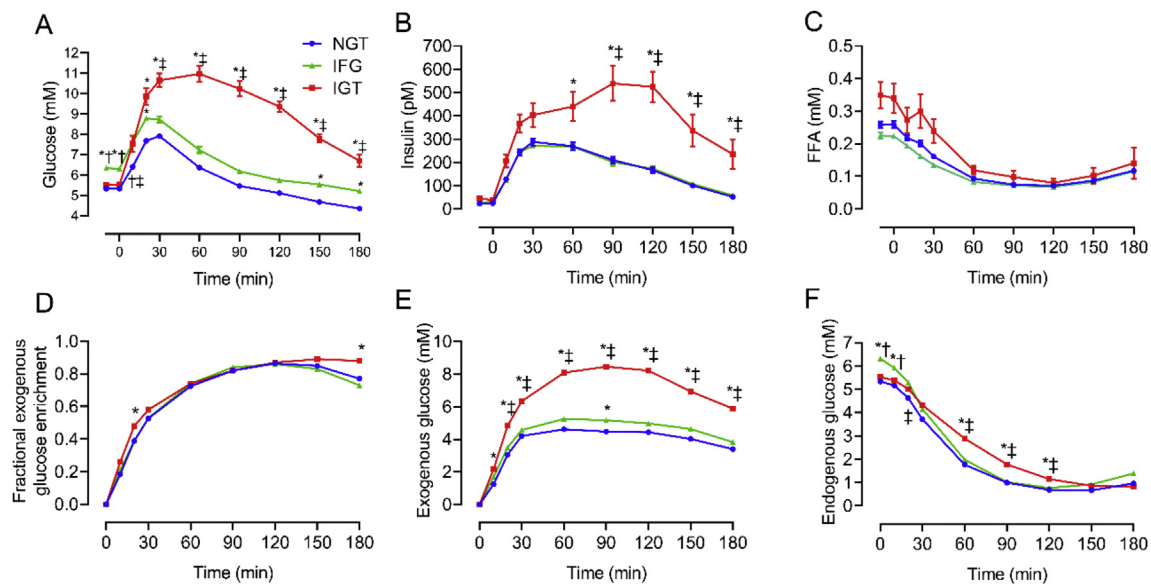 A
NGT
IFG
IGT
Glucose (mM)
12
11
10
9
8
7
6
5
4
*†*†
†‡
*
*
*‡
*‡
*‡
*‡
*‡
*
*‡
*
0 30 60 90 120 150 180
Time (min)
B
Insulin (pM)
700
600
500
400
300
200
100
0
*
*‡
*‡
*‡
*‡
0 30 60 90 120 150 180
Time (min)
C
FFA (mM)
0.5
0.4
0.3
0.2
0.1
0.0
0 30 60 90 120 150 180
Time (min)
D
Fractional exogenous
glucose enrichment
1.0
0.8
0.6
0.4
0.2
0.0
*
*
0 30 60 90 120 150 180
Time (min)
E
Exogenous glucose (mM)
10
8
6
4
2
0
*
*‡
*‡
*‡
*‡
*
*‡
*‡
*‡
0 30 60 90 120 150 180
Time (min)
F
Endogenous glucose (mM)
7
6
5
4
3
2
1
0
*†
*†
‡
*‡
*‡
*‡
0 30 60 90 120 150 180
Time (min)